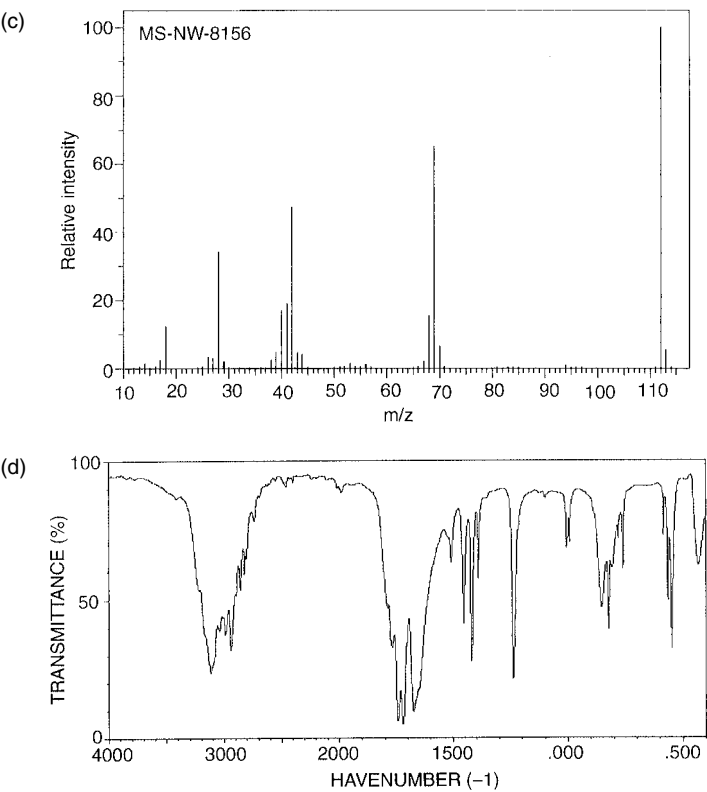 (c)
MS-NW-8156
Relative intensity
100
80
60
40
20
0
10 20 30 40 50 60 70 80 90 100 110
m/z
(d)
TRANSMITTANCE (%)
100
50
0
4000 3000 2000 1500 .000 .500
HAVENUMBER (−1)